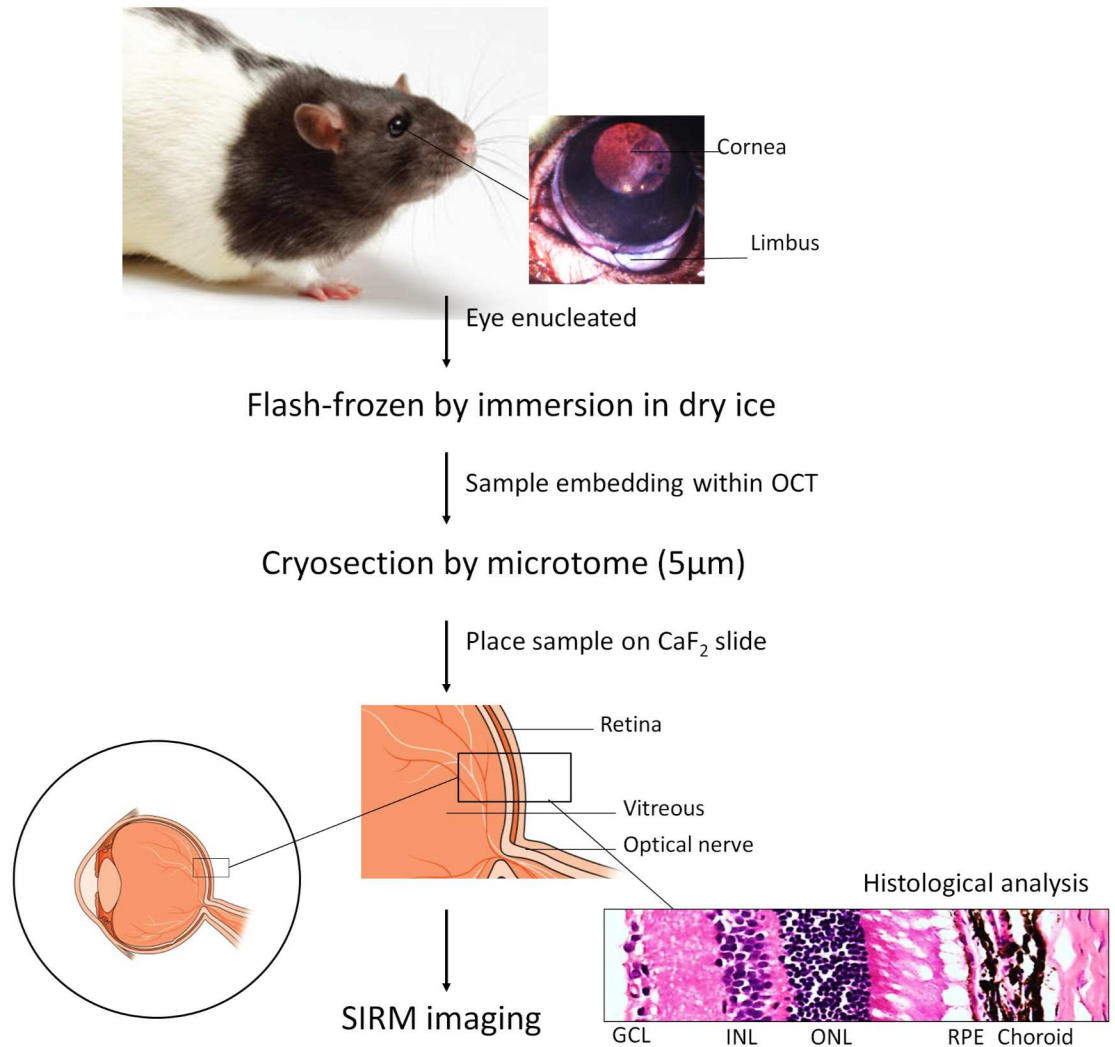 Cornea
Limbus
Eye enucleated
Flash-frozen by immersion in dry ice
Sample embedding within OCT
Cryosection by microtome (5µm)
Place sample on CaF₂ slide
Retina
Vitreous
Optical nerve
Histological analysis
SIRM imaging
GCL INL ONL RPE Choroid